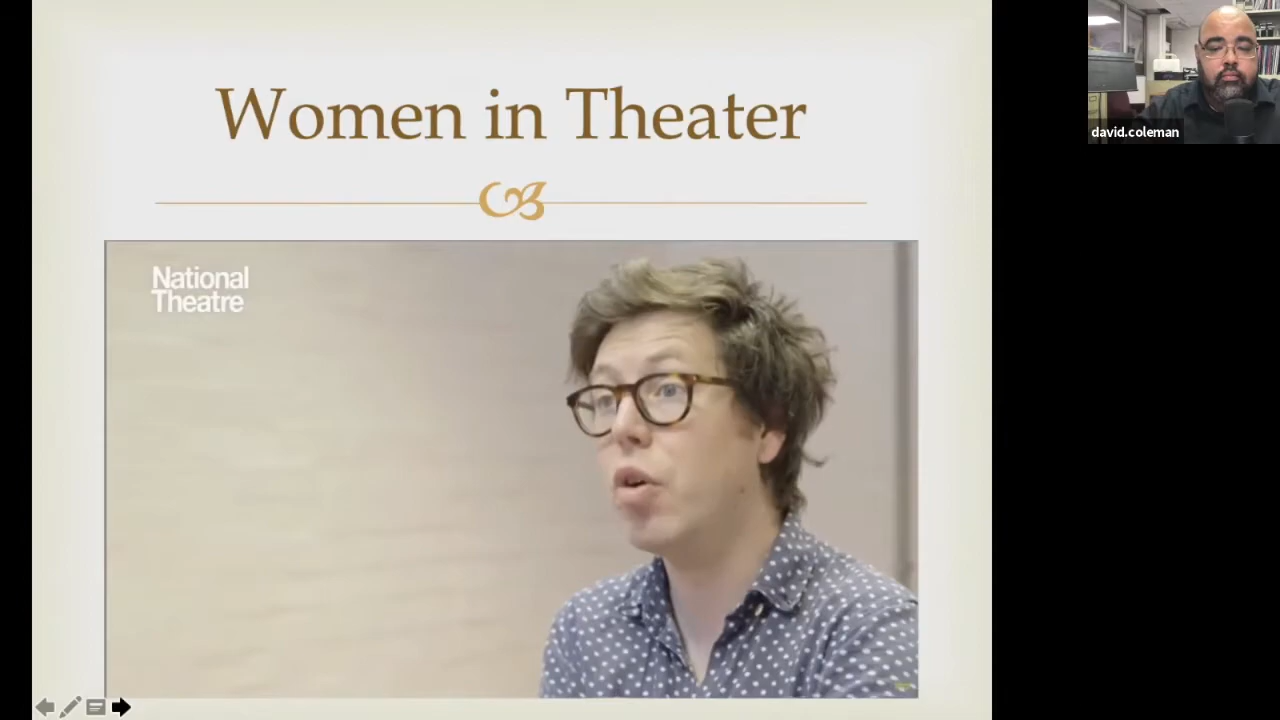 Women in Theater
National
Theatre
david.coleman